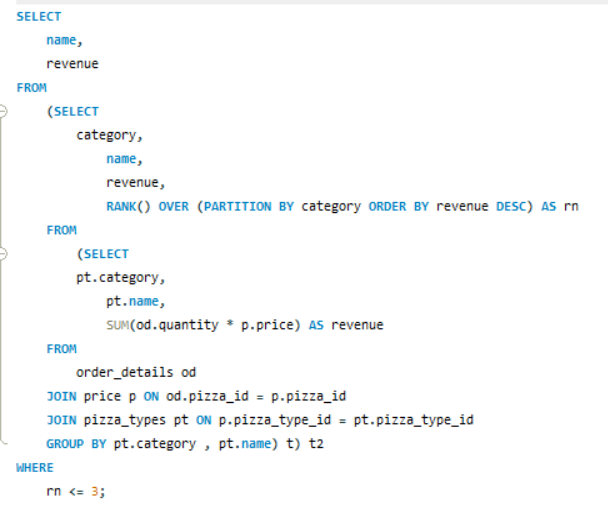 SELECT
name,
revenue
FROM
(SELECT
category,
name,
revenue,
RANK() OVER (PARTITION BY category ORDER BY revenue DESC) AS rn
FROM
(SELECT
pt.category,
pt.name,
SUM(od.quantity * p.price) AS revenue
FROM
order_details od
JOIN price p ON od.pizza_id = p.pizza_id
JOIN pizza_types pt ON p.pizza_type_id = pt.pizza_type_id
GROUP BY pt.category , pt.name) t) t2
WHERE
rn <= 3;